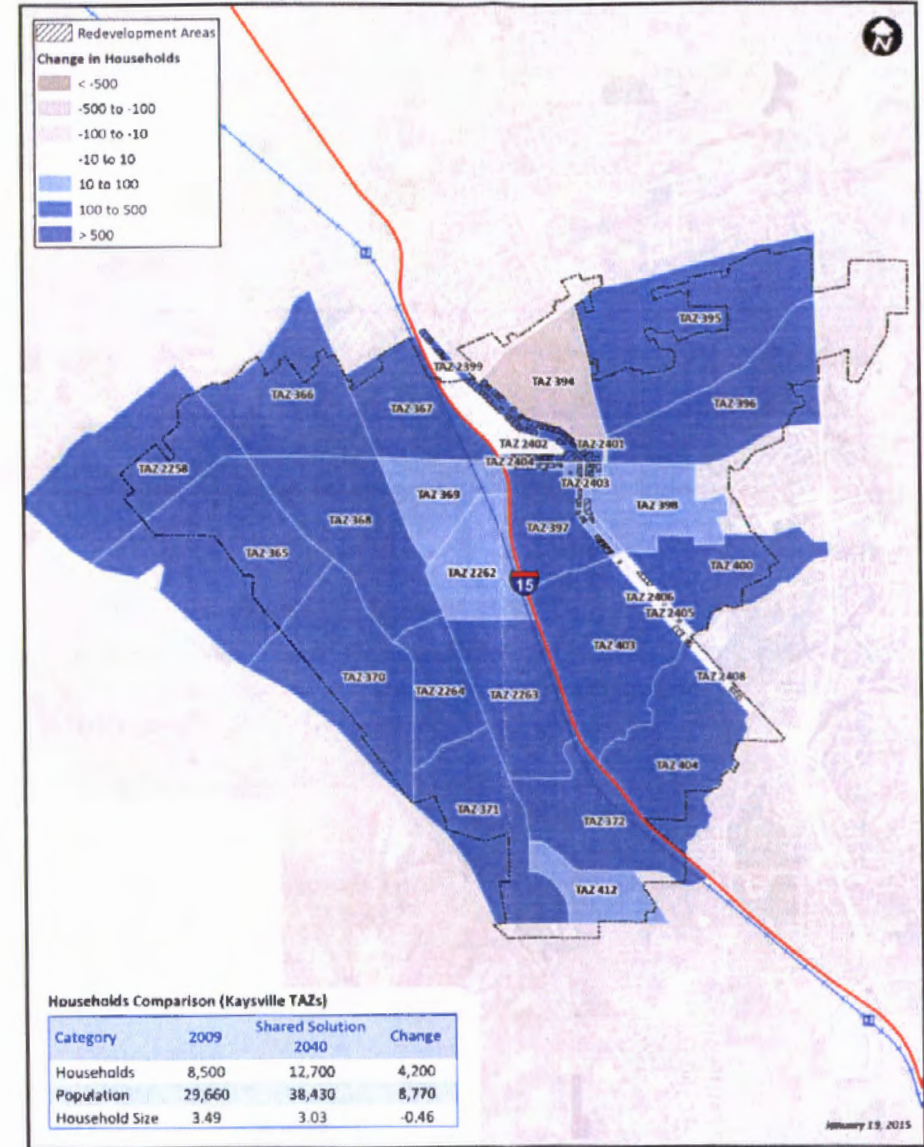 Redevelopment Areas
N
Change in Households
< -500
-500 to -100
-100 to -10
-10 to 10
10 to 100
100 to 500
> 500
TAZ 395
TAZ 2399
TAZ 394
TAZ 366
TAZ 367
TAZ 396
TAZ 2402
TAZ 2401
TAZ 2404
TAZ 2258
TAZ 2403
TAZ 369
TAZ 398
TAZ 368
TAZ 397
TAZ 365
TAZ 400
TAZ 2262
15
TAZ 2406
TAZ 2405
TAZ 403
TAZ 370
TAZ 2408
TAZ 2264
TAZ 2263
TAZ 404
TAZ 371
TAZ 372
TAZ 412
Households Comparison (Kaysville TAZs)
Category 2009 Shared Solution 2040 Change
Households 8,500 12,700 4,200
Population 29,660 38,430 8,770
Household Size 3.49 3.03 -0.46
January 19, 2015